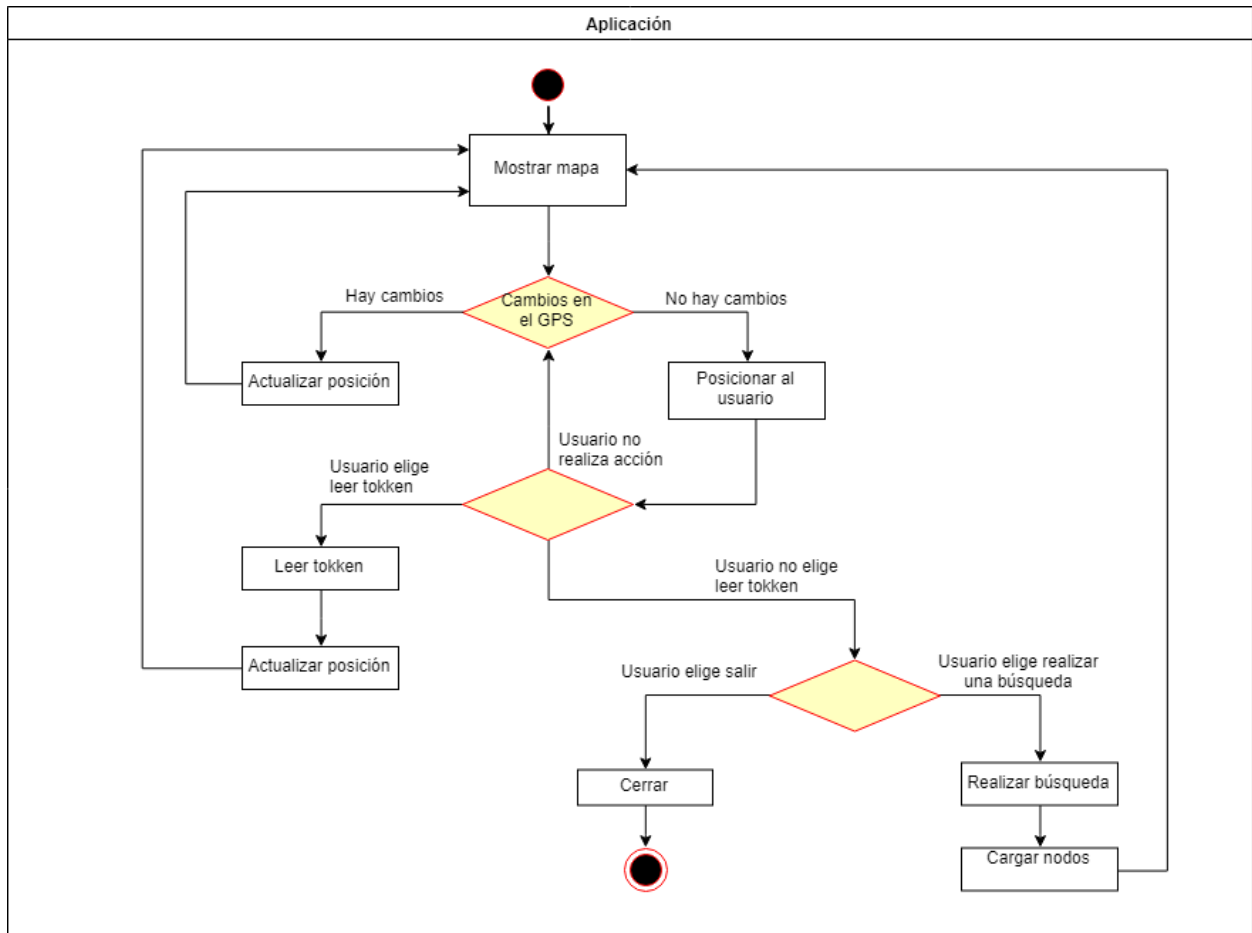 Aplicación
Mostrar mapa
Hay cambios
Cambios en
el GPS
No hay cambios
Actualizar posición
Posicionar al
usuario
Usuario no
realiza acción
Usuario elige
leer tokken
Leer tokken
Usuario no elige
leer tokken
Actualizar posición
Usuario elige salir
Usuario elige realizar
una búsqueda
Cerrar
Realizar búsqueda
Cargar nodos